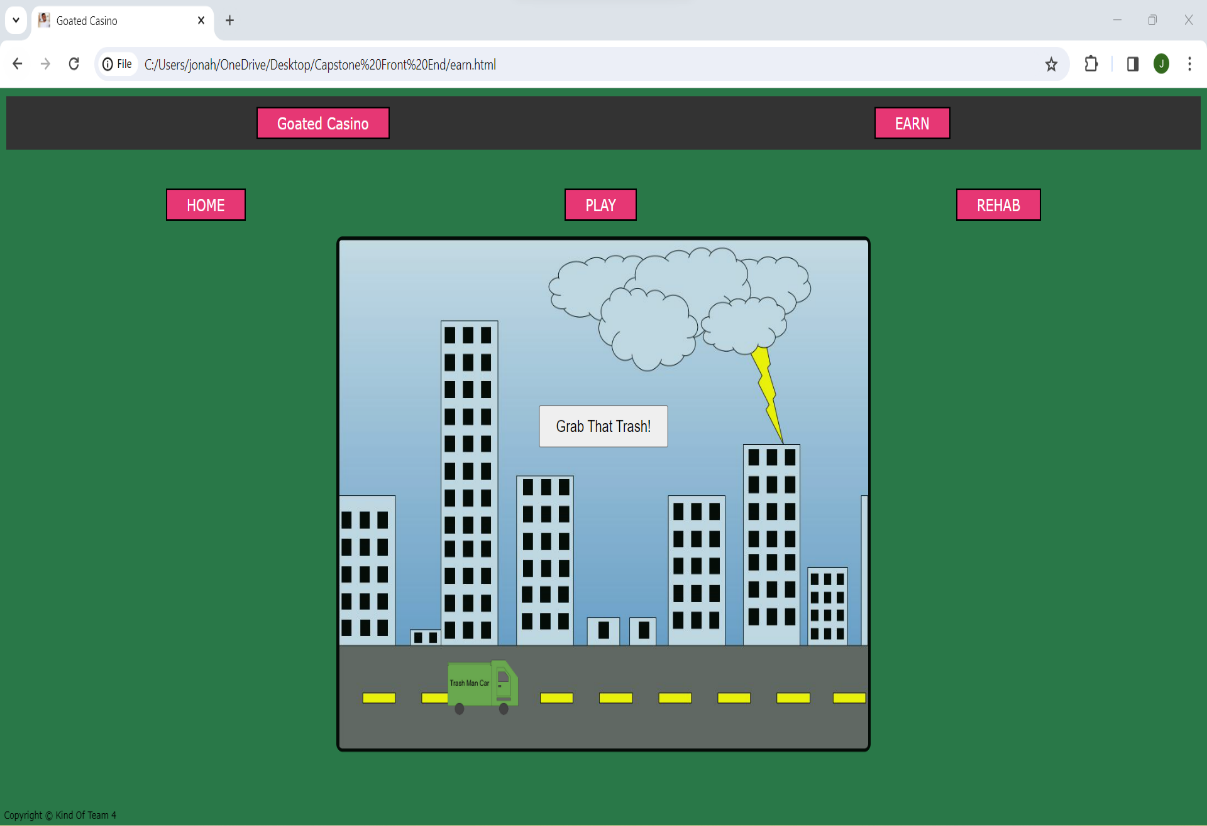 Goated Casino
File
C:/Users/jonah/OneDrive/Desktop/Capstone%20Front%20End/earn.html
J
Goated Casino
EARN
HOME
PLAY
REHAB
Grab That Trash!
Trash Man Car
Copyright © Kind Of Team 4